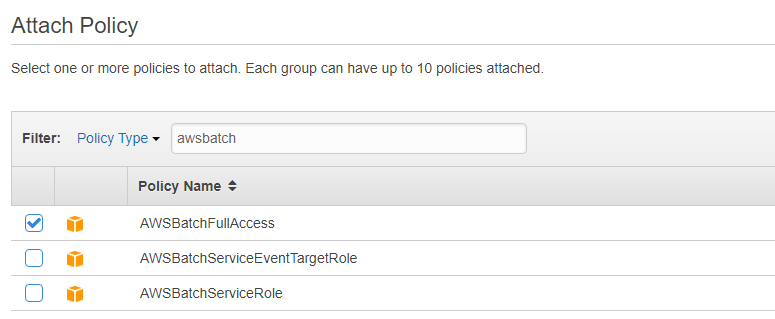 Attach Policy
Select one or more policies to attach. Each group can have up to 10 policies attached.
Filter: Policy Type awsbatch
Policy Name
AWSBatchFullAccess
AWSBatchServiceEventTargetRole
AWSBatchServiceRole